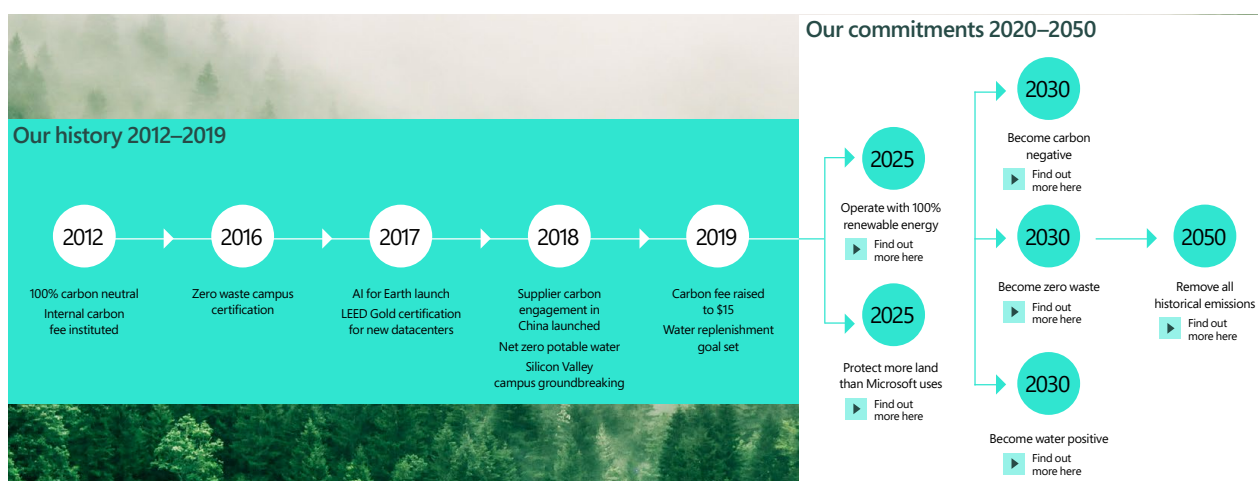 Our commitments 2020–2050
Our history 2012–2019
2012
100% carbon neutral
Internal carbon
fee instituted
2016
Zero waste campus
certification
2017
AI for Earth launch
LEED Gold certification
for new datacenters
2018
Supplier carbon
engagement in
China launched
Net zero potable water
Silicon Valley
campus groundbreaking
2019
Carbon fee raised
to $15
Water replenishment
goal set
2025
Operate with 100%
renewable energy
Find out
more here
2025
Protect more land
than Microsoft uses
Find out
more here
2030
Become carbon
negative
Find out
more here
2030
Become zero waste
Find out
more here
2030
Become water positive
Find out
more here
2050
Remove all
historical emissions
Find out
more here